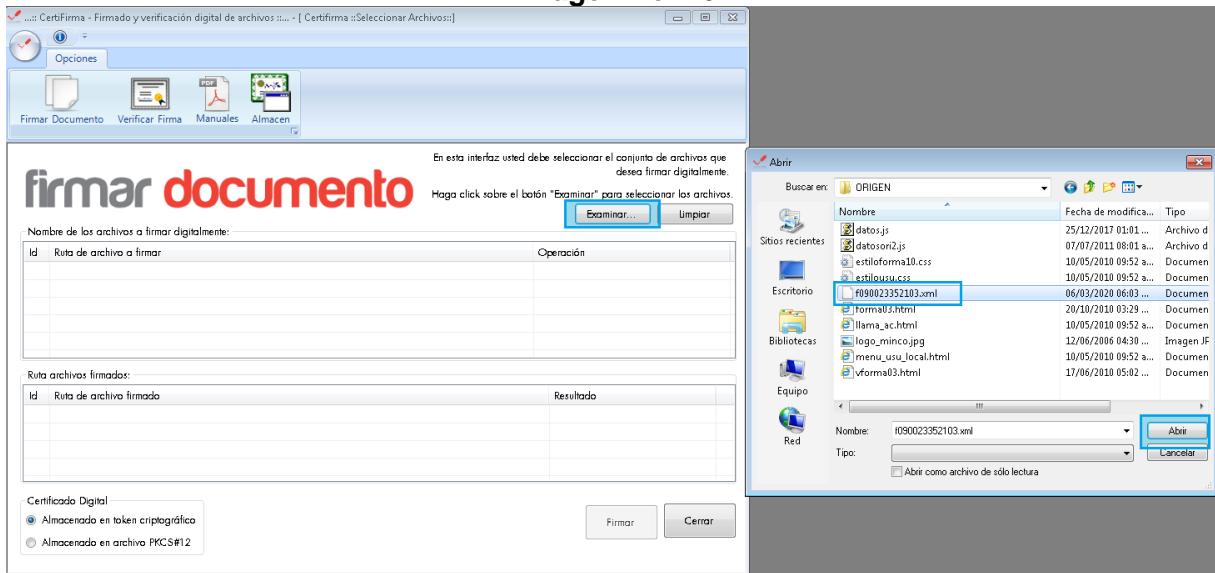 ...:: CertiFirma - Firmado y verificación digital de archivos ::... - [ Certifirma ::Seleccionar Archivos::]
Opciones
Firmar Documento Verificar Firma Manuales Almacen
En esta interfaz usted debe seleccionar el conjunto de archivos que
desea firmar digitalmente.
firmar documento
Haga click sobre el botón "Examinar" para seleccionar los archivos.
Examinar... Limpiar
Nombre de los archivos a firmar digitalmente:
Id Ruta de archivo a firmar Operación
Ruta archivos firmados:
Id Ruta de archivo firmado Resultado
Certificado Digital
Almacenado en token criptográfico
Almacenado en archivo PKCS#12
Firmar Cerrar
Abrir
Buscar en: ORIGEN
Sitios recientes
Escritorio
Bibliotecas
Equipo
Red
Nombre Fecha de modifica... Tipo
datos.js 25/12/2017 01:01 ... Archivo d
datosori2.js 07/07/2011 08:01 a... Archivo d
estiloforma10.css 10/05/2010 09:52 a... Documen
estilousu.css 10/05/2010 09:52 a... Documen
f090023352103.xml 06/03/2020 06:03 ... Documen
forma03.html 20/10/2010 03:29 ... Documen
llama_ac.html 10/05/2010 09:52 a... Documen
logo_minco.jpg 12/06/2006 04:30 ... Imagen JP
menu_usu_local.html 10/05/2010 09:52 a... Documen
vforma03.html 17/06/2010 05:02 ... Documen
Nombre: f090023352103.xml Abrir
Tipo: Cancelar
Abrir como archivo de sólo lectura